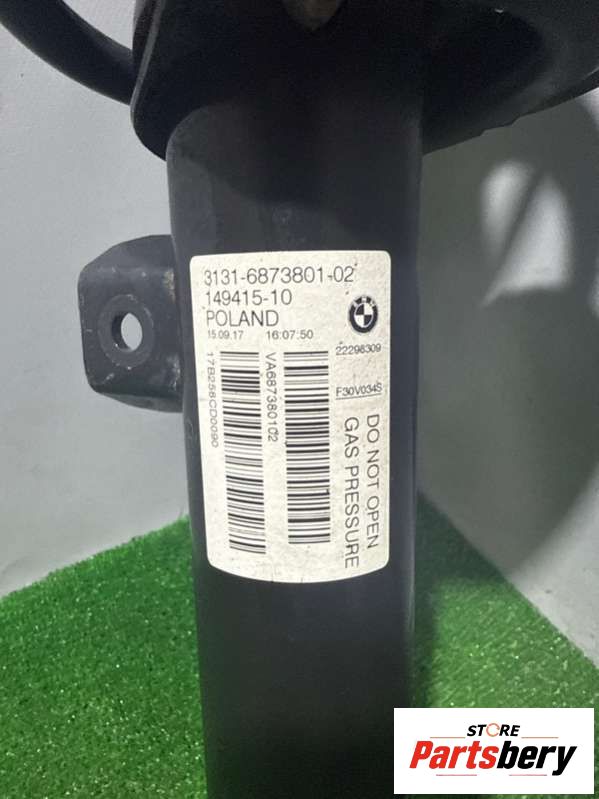 3131-6873801-02
149415-10
POLAND
15.09.17 16:07:50
BMW
22298309
F30V034S
17B258CD0090
VA687380102
DO NOT OPEN
GAS PRESSURE
STORE
Partsbery